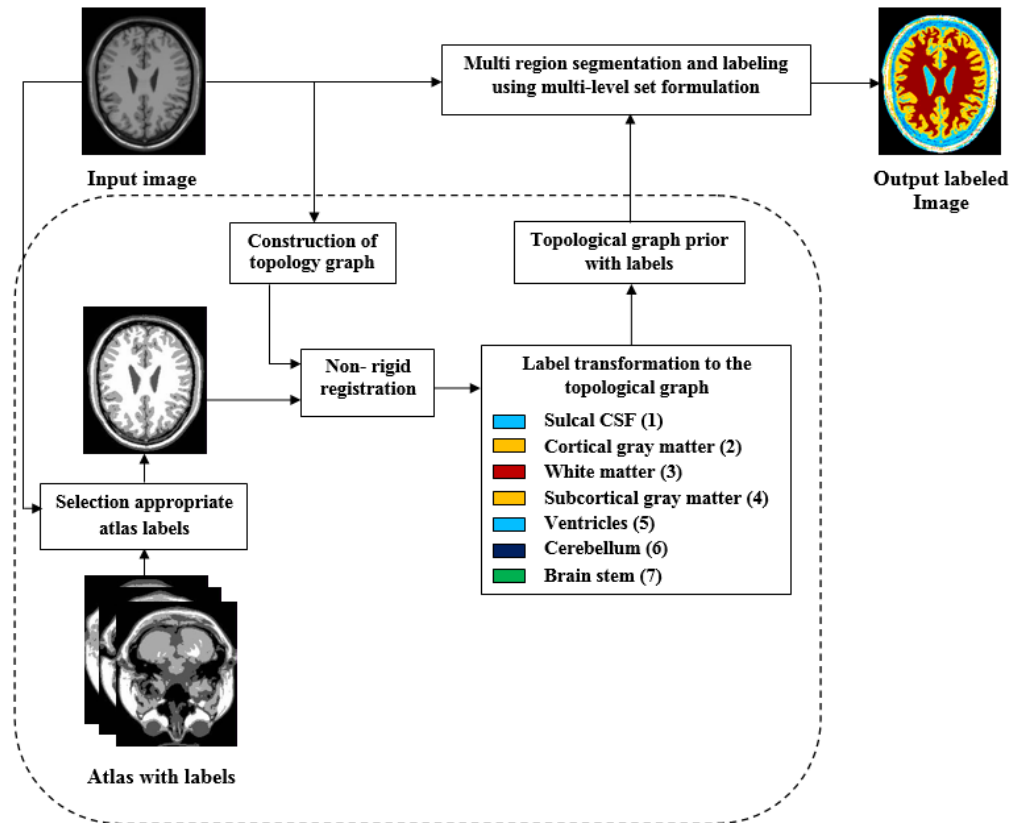 Multi region segmentation and labeling
using multi-level set formulation
Input image
Output labeled
Image
Construction of
topology graph
Topological graph prior
with labels
Non- rigid
registration
Label transformation to the
topological graph
Sulcal CSF (1)
Cortical gray matter (2)
White matter (3)
Subcortical gray matter (4)
Ventricles (5)
Cerebellum (6)
Brain stem (7)
Selection appropriate
atlas labels
Atlas with labels